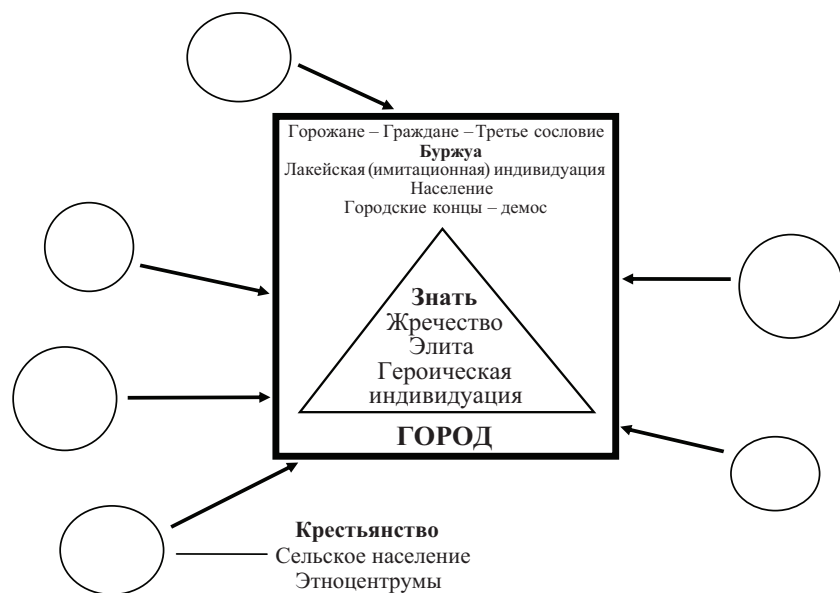 Горожане – Граждане – Третье сословие
Буржуа
Лакейская (имитационная) индивидуация
Население
Городские концы – демос
Знать
Жречество
Элита
Героическая
индивидуация
ГОРОД
Крестьянство
Сельское население
Этноцентрумы